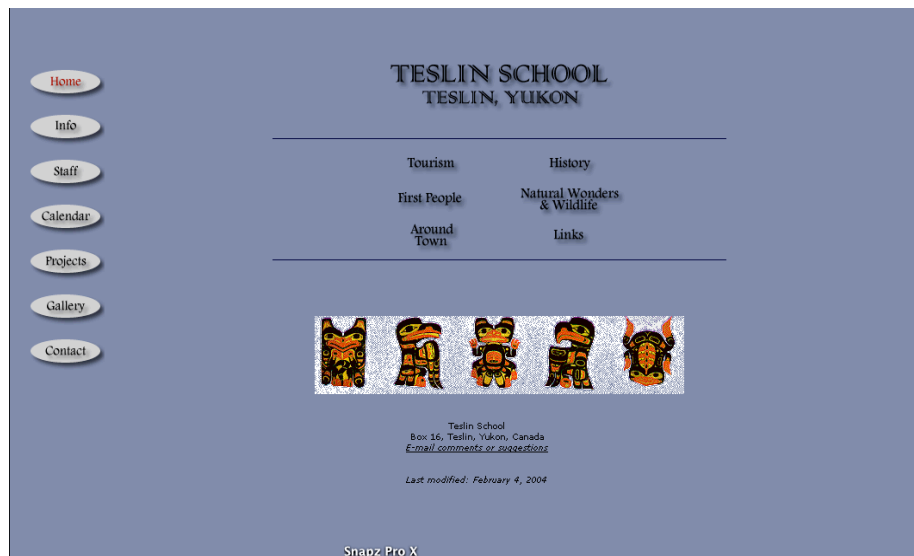 Home
Info
Staff
Calendar
Projects
Gallery
Contact
TESLIN SCHOOL
TESLIN, YUKON
Tourism
History
First People
Natural Wonders
& Wildlife
Around
Town
Links
Teslin School
Box 16, Teslin, Yukon, Canada
E-mail comments or suggestions
Last modified: February 4, 2004
Snapz Pro X